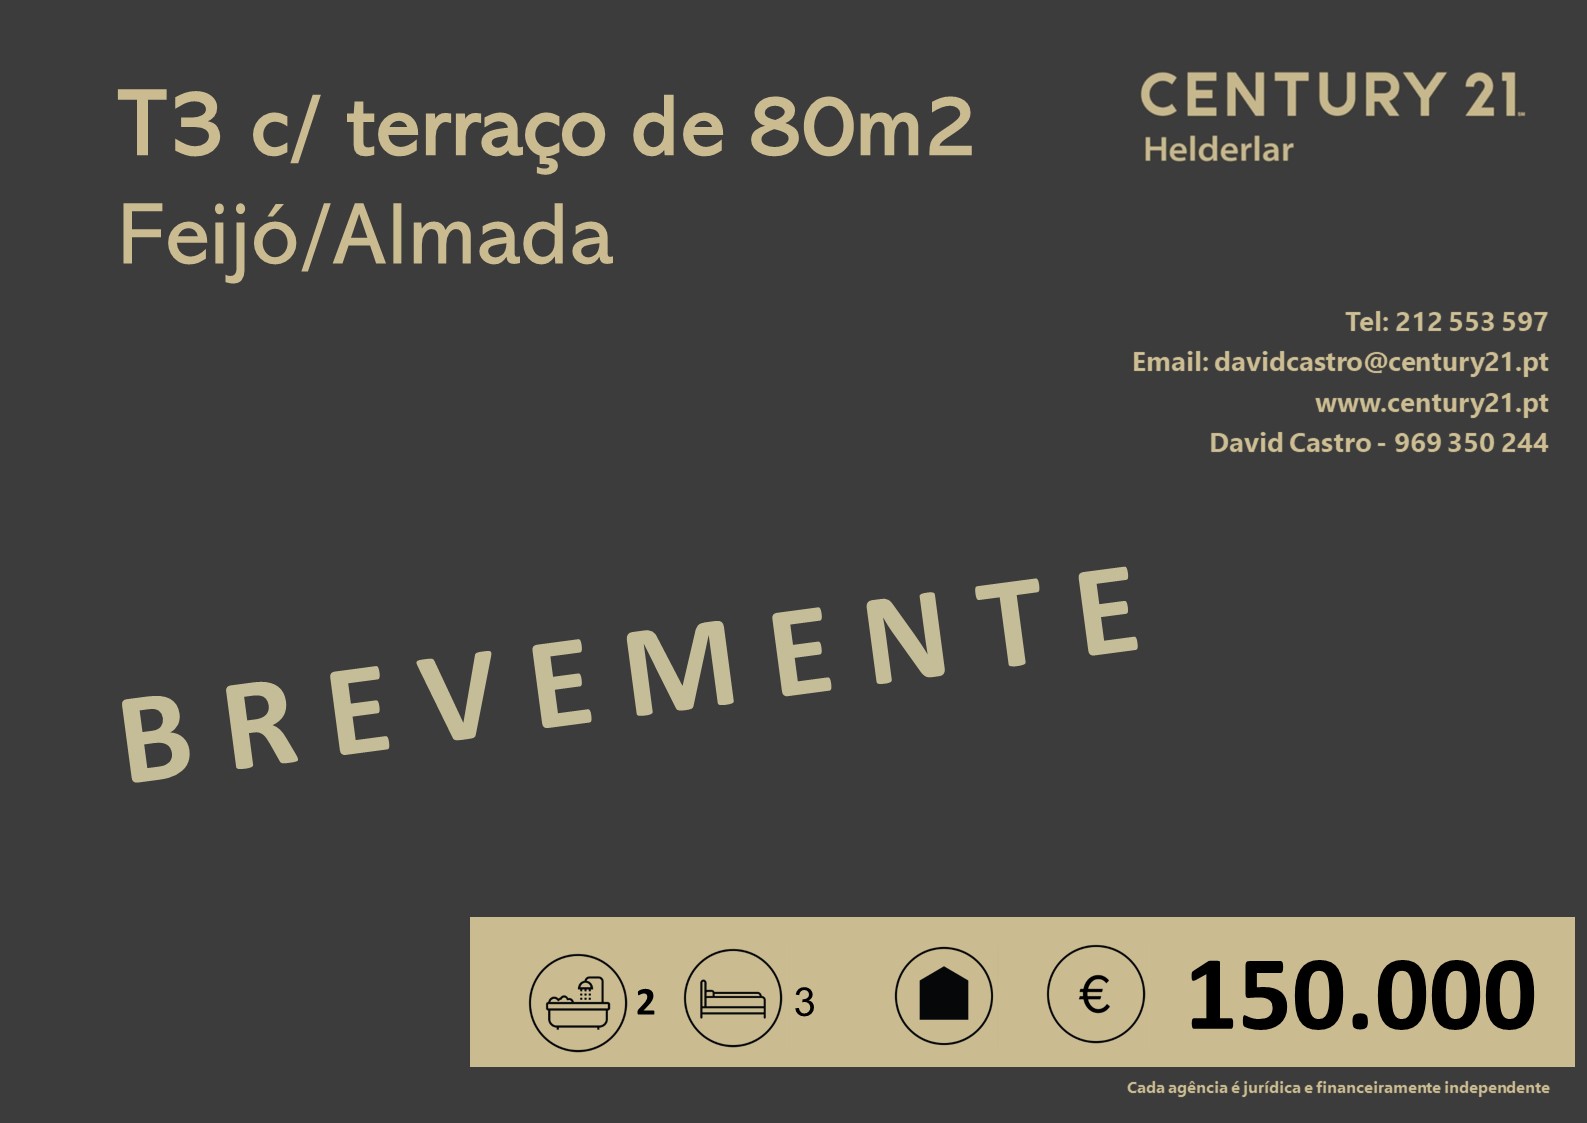 T3 c/ terraço de 80m2
Feijó/Almada
CENTURY 21
Helderlar
Tel: 212 553 597
Email: davidcastro@century21.pt
www.century21.pt
David Castro - 969 350 244
BREVEMENTE
2 3 € 150.000
Cada agência é jurídica e financeiramente independente